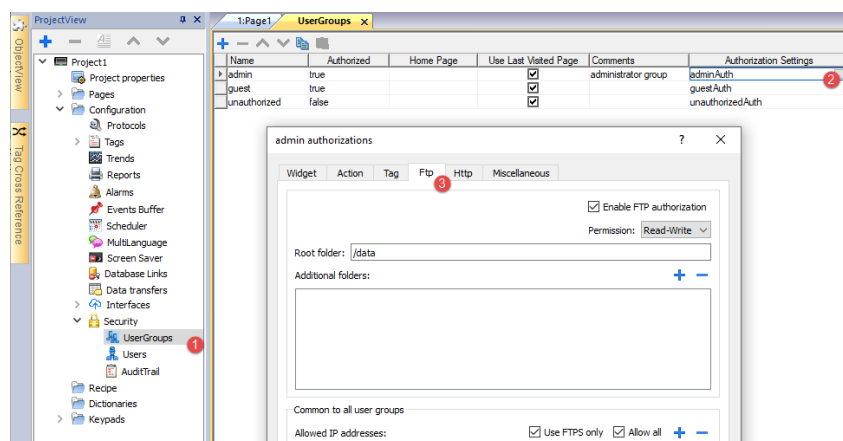 ProjectView
ObjectView
Tag Cross Reference
Project1
Project properties
Pages
Configuration
Protocols
Tags
Trends
Reports
Alarms
Events Buffer
Scheduler
MultiLanguage
Screen Saver
Database Links
Data transfers
Interfaces
Security
UserGroups
1
Users
AuditTrail
Recipe
Dictionaries
Keypads
1:Page1 UserGroups
Name Authorized Home Page Use Last Visited Page Comments Authorization Settings
admin true administrator group adminAuth
2
guest true guestAuth
unauthorized false unauthorizedAuth
admin authorizations ?
Widget Action Tag Ftp Http Miscellaneous
3
Enable FTP authorization
Permission: Read-Write
Root folder: /data
Additional folders:
Common to all user groups
Allowed IP addresses: Use FTPS only Allow all